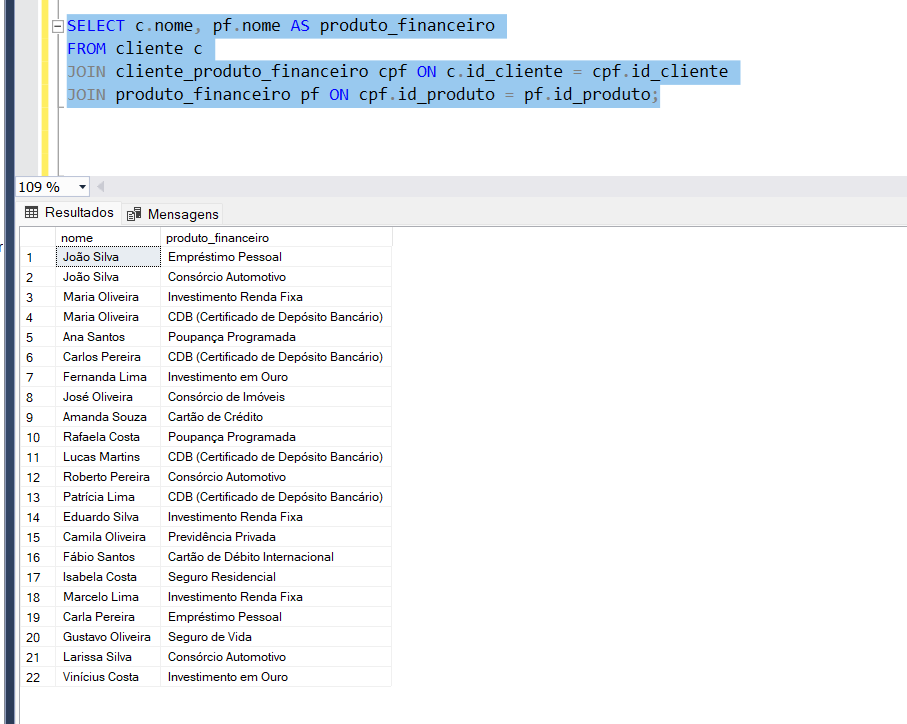 SELECT c.nome, pf.nome AS produto_financeiro
FROM cliente c
JOIN cliente_produto_financeiro cpf ON c.id_cliente = cpf.id_cliente
JOIN produto_financeiro pf ON cpf.id_produto = pf.id_produto;
109 %
Resultados Mensagens
nome produto_financeiro
1 João Silva Empréstimo Pessoal
2 João Silva Consórcio Automotivo
3 Maria Oliveira Investimento Renda Fixa
4 Maria Oliveira CDB (Certificado de Depósito Bancário)
5 Ana Santos Poupança Programada
6 Carlos Pereira CDB (Certificado de Depósito Bancário)
7 Fernanda Lima Investimento em Ouro
8 José Oliveira Consórcio de Imóveis
9 Amanda Souza Cartão de Crédito
10 Rafaela Costa Poupança Programada
11 Lucas Martins CDB (Certificado de Depósito Bancário)
12 Roberto Pereira Consórcio Automotivo
13 Patrícia Lima CDB (Certificado de Depósito Bancário)
14 Eduardo Silva Investimento Renda Fixa
15 Camila Oliveira Previdência Privada
16 Fábio Santos Cartão de Débito Internacional
17 Isabela Costa Seguro Residencial
18 Marcelo Lima Investimento Renda Fixa
19 Carla Pereira Empréstimo Pessoal
20 Gustavo Oliveira Seguro de Vida
21 Larissa Silva Consórcio Automotivo
22 Vinícius Costa Investimento em Ouro